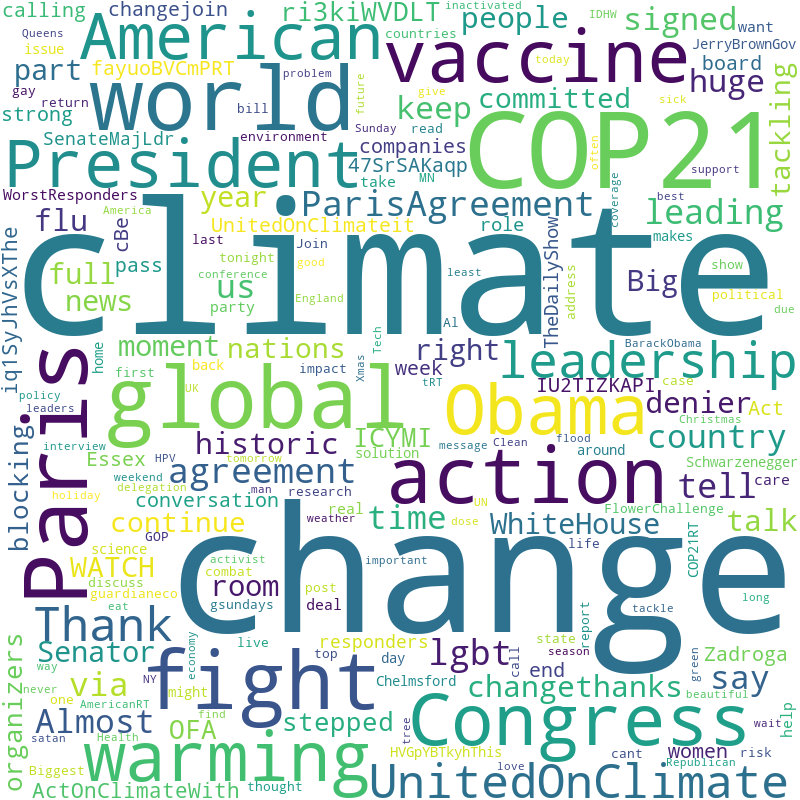 calling
changejoin
ri3kiWVDLT
people
inactivated
IDHW
signed
want
Queens
American
vaccine
countries
today
JerryBrownGov
issue
part
fayuoBVCmPRT
problem
board
gay
return
world
bill
future
keep
give
committed
sick
huge
tackling
strong
SenateMajLdr
environment
Sunday
read
COP21
President
companies
MN
47SrSAKaqp
take
often
support
WorstResponders
America
year
ParisAgreement
best
coverage
leading
flu
cBe
last
UnitedOnClimateit
Join
role
TheDailyShow
makes
full
pass
tonight
good
conference
us
least
Big
address
show
political
news
party
England
climate
Al
due
iq1SyJhVsXThe
home
moment
nations
Tech
right
leadership
BarackObama
first
back
impact
Xmas
week
tRT
IU2TIZKAPI
case
policy
UK
global
Obama
denier
Act
leaders
Christmas
Paris
historic
ICYMI
message
Clean
flood
country
interview
solution
around
blocking
Essex
HPV
tomorrow
agreement
action
Schwarzenegger
weekend
delegation
man
research
tell
care
holiday
conversation
real
UN
dose
FlowerChallenge
continue
weather
time
WhiteHouse
talk
GOP
science
WATCH
activist
important
life
COP21RT
discuss
combat
room
change
guardianeco
post
tackle
long
eat
gsundays
deal
Thank
responders
lgbt
state
report
Senator
economy
live
top
day
call
season
Zadroga
organizers
way
NY
fight
Chelmsford
end
green
say
never
AmericanRT
via
might
changethanks
beautiful
one
Almost
OFA
find
stepped
tree
Congress
wait
help
satan
Health
warming
cant
women
risk
Biggest
HVGpYBTkyhThis
love
Republican
ActOnClimateWith
thought
UnitedOnClimate